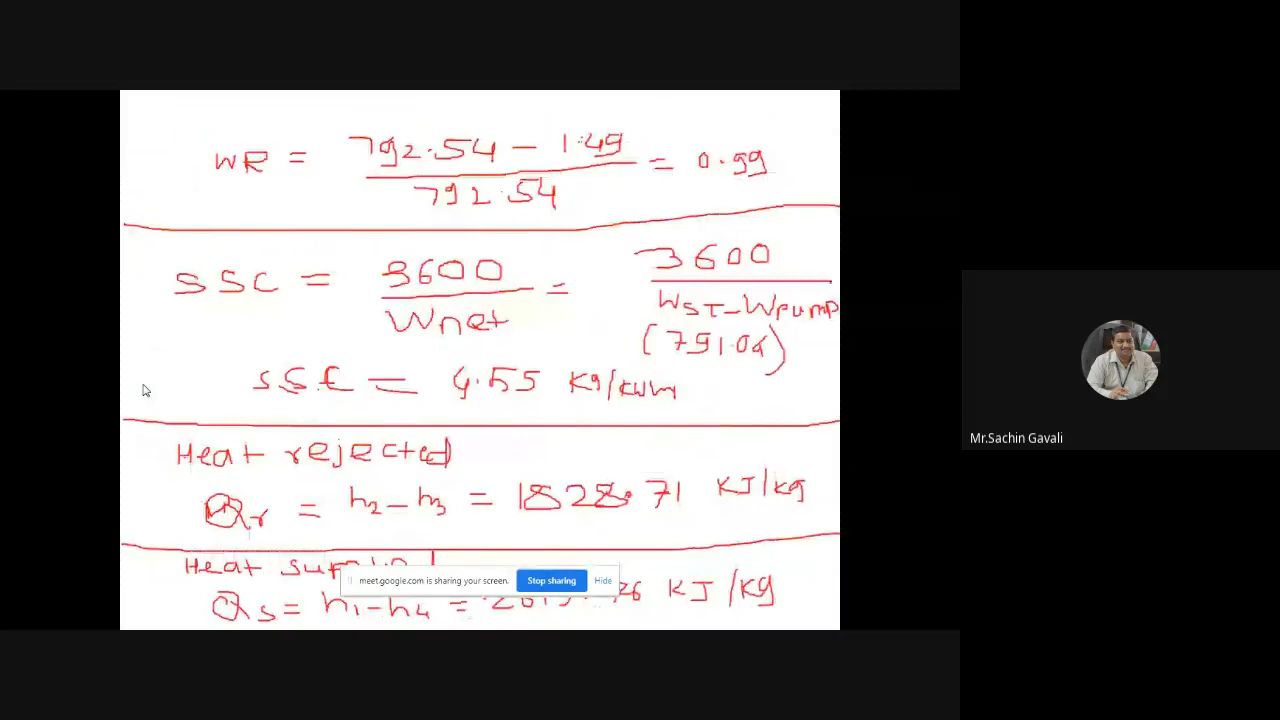 WR = 792.54 - 1.49 / 792.54 = 0.99
SSC = 3600 / Wnet = 3600 / WST - Wpump
(791.04)
SSC = 4.55 Kg/kwh
Heat rejected
Qr = h2 - h3 = 1828.71 KJ/kg
Heat
Qs = h1 - h4 = KJ/kg
meet.google.com is sharing your screen. Stop sharing Hide
Mr.Sachin Gavali